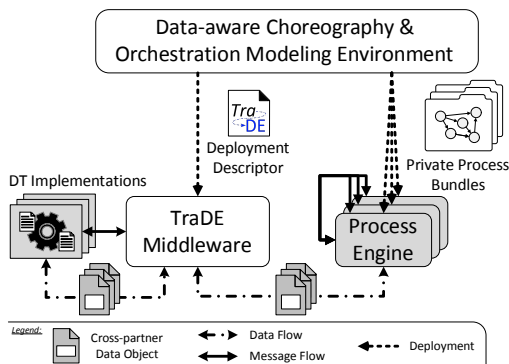 Data-aware Choreography &
Orchestration Modeling Environment
Tra
DE
Deployment
Descriptor
Private Process
Bundles
DT Implementations
TraDE
Middleware
Process
Engine
Legend:
Cross-partner
Data Object
Data Flow
Message Flow
Deployment